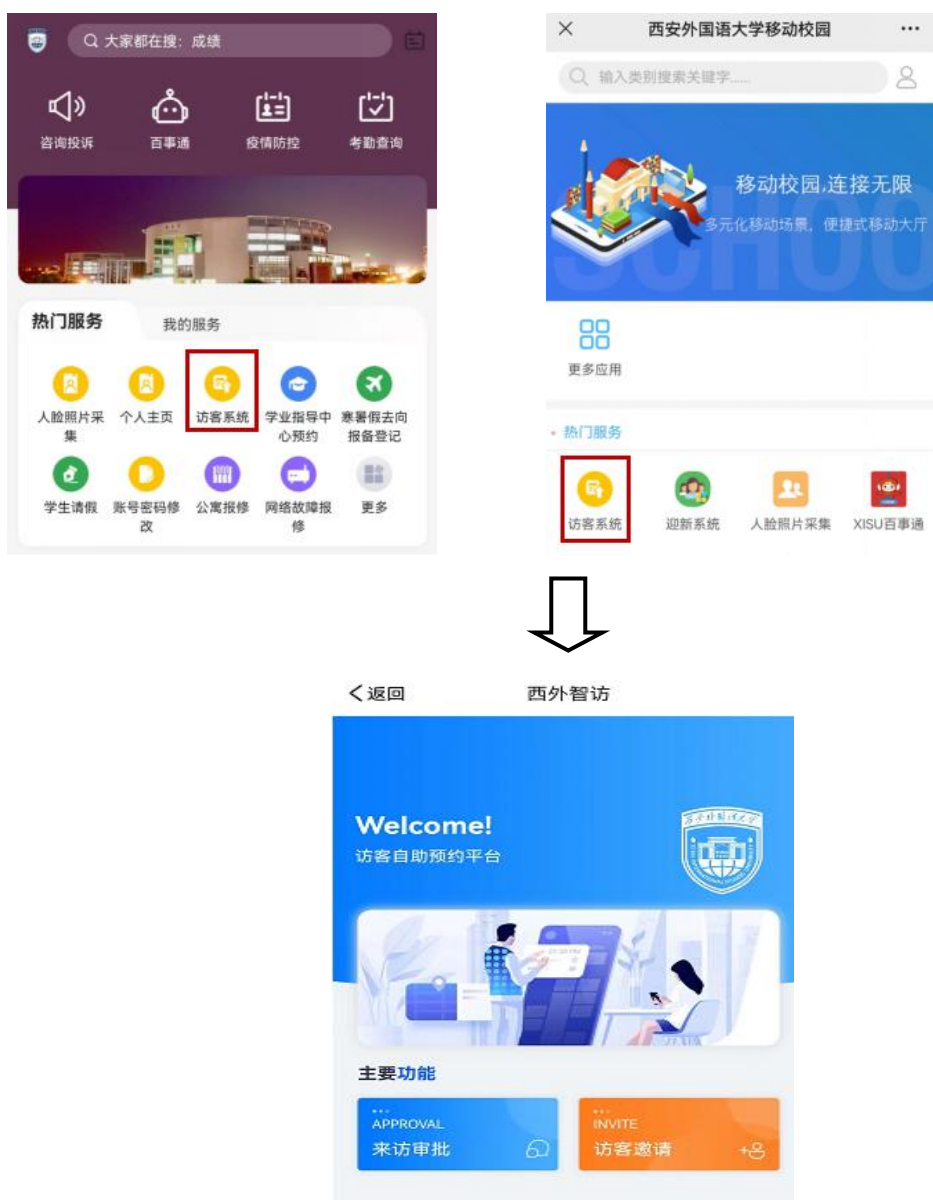 大家都在搜：成绩
咨询投诉 百事通 疫情防控 考勤查询
热门服务 我的服务
人脸照片采集 个人主页 访客系统 学业指导中心预约 寒暑假去向报备登记
学生请假 账号密码修改 公寓报修 网络故障报修 更多
西安外国语大学移动校园
输入类别搜索关键字......
移动校园,连接无限
多元化移动场景，便捷式移动大厅
SCHOO
更多应用
热门服务
访客系统 迎新系统 人脸照片采集 XISU百事通
返回 西外智访
Welcome!
访客自助预约平台
西安外国语大学
主要功能
APPROVAL
来访审批
INVITE
访客邀请